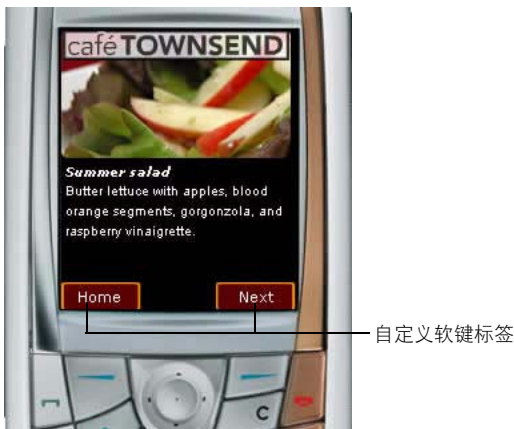 café TOWNSEND
Summer salad
Butter lettuce with apples, blood
orange segments, gorgonzola, and
raspberry vinaigrette.
Home
Next
自定义软键标签
C